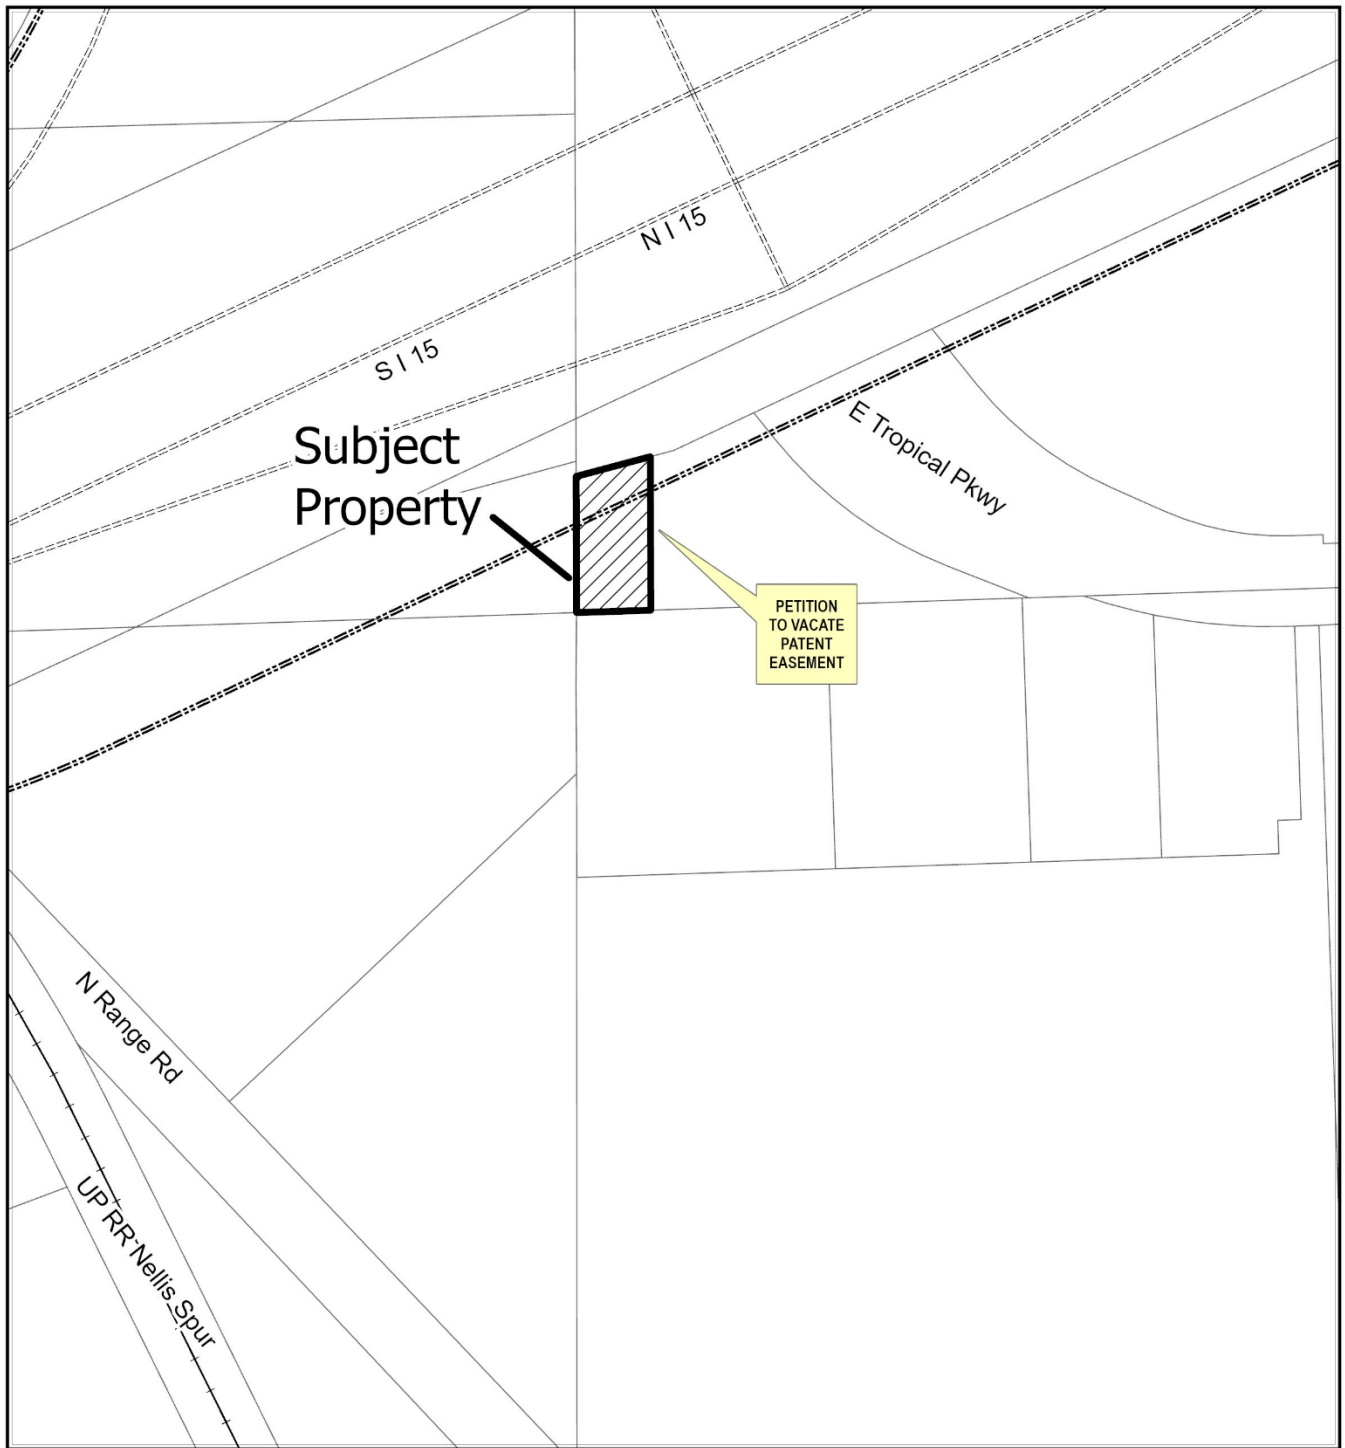 N I 15
S I 15
E Tropical Pkwy
Subject
Property
PETITION
TO VACATE
PATENT
EASEMENT
N Range Rd
UP RR Nellis Spur